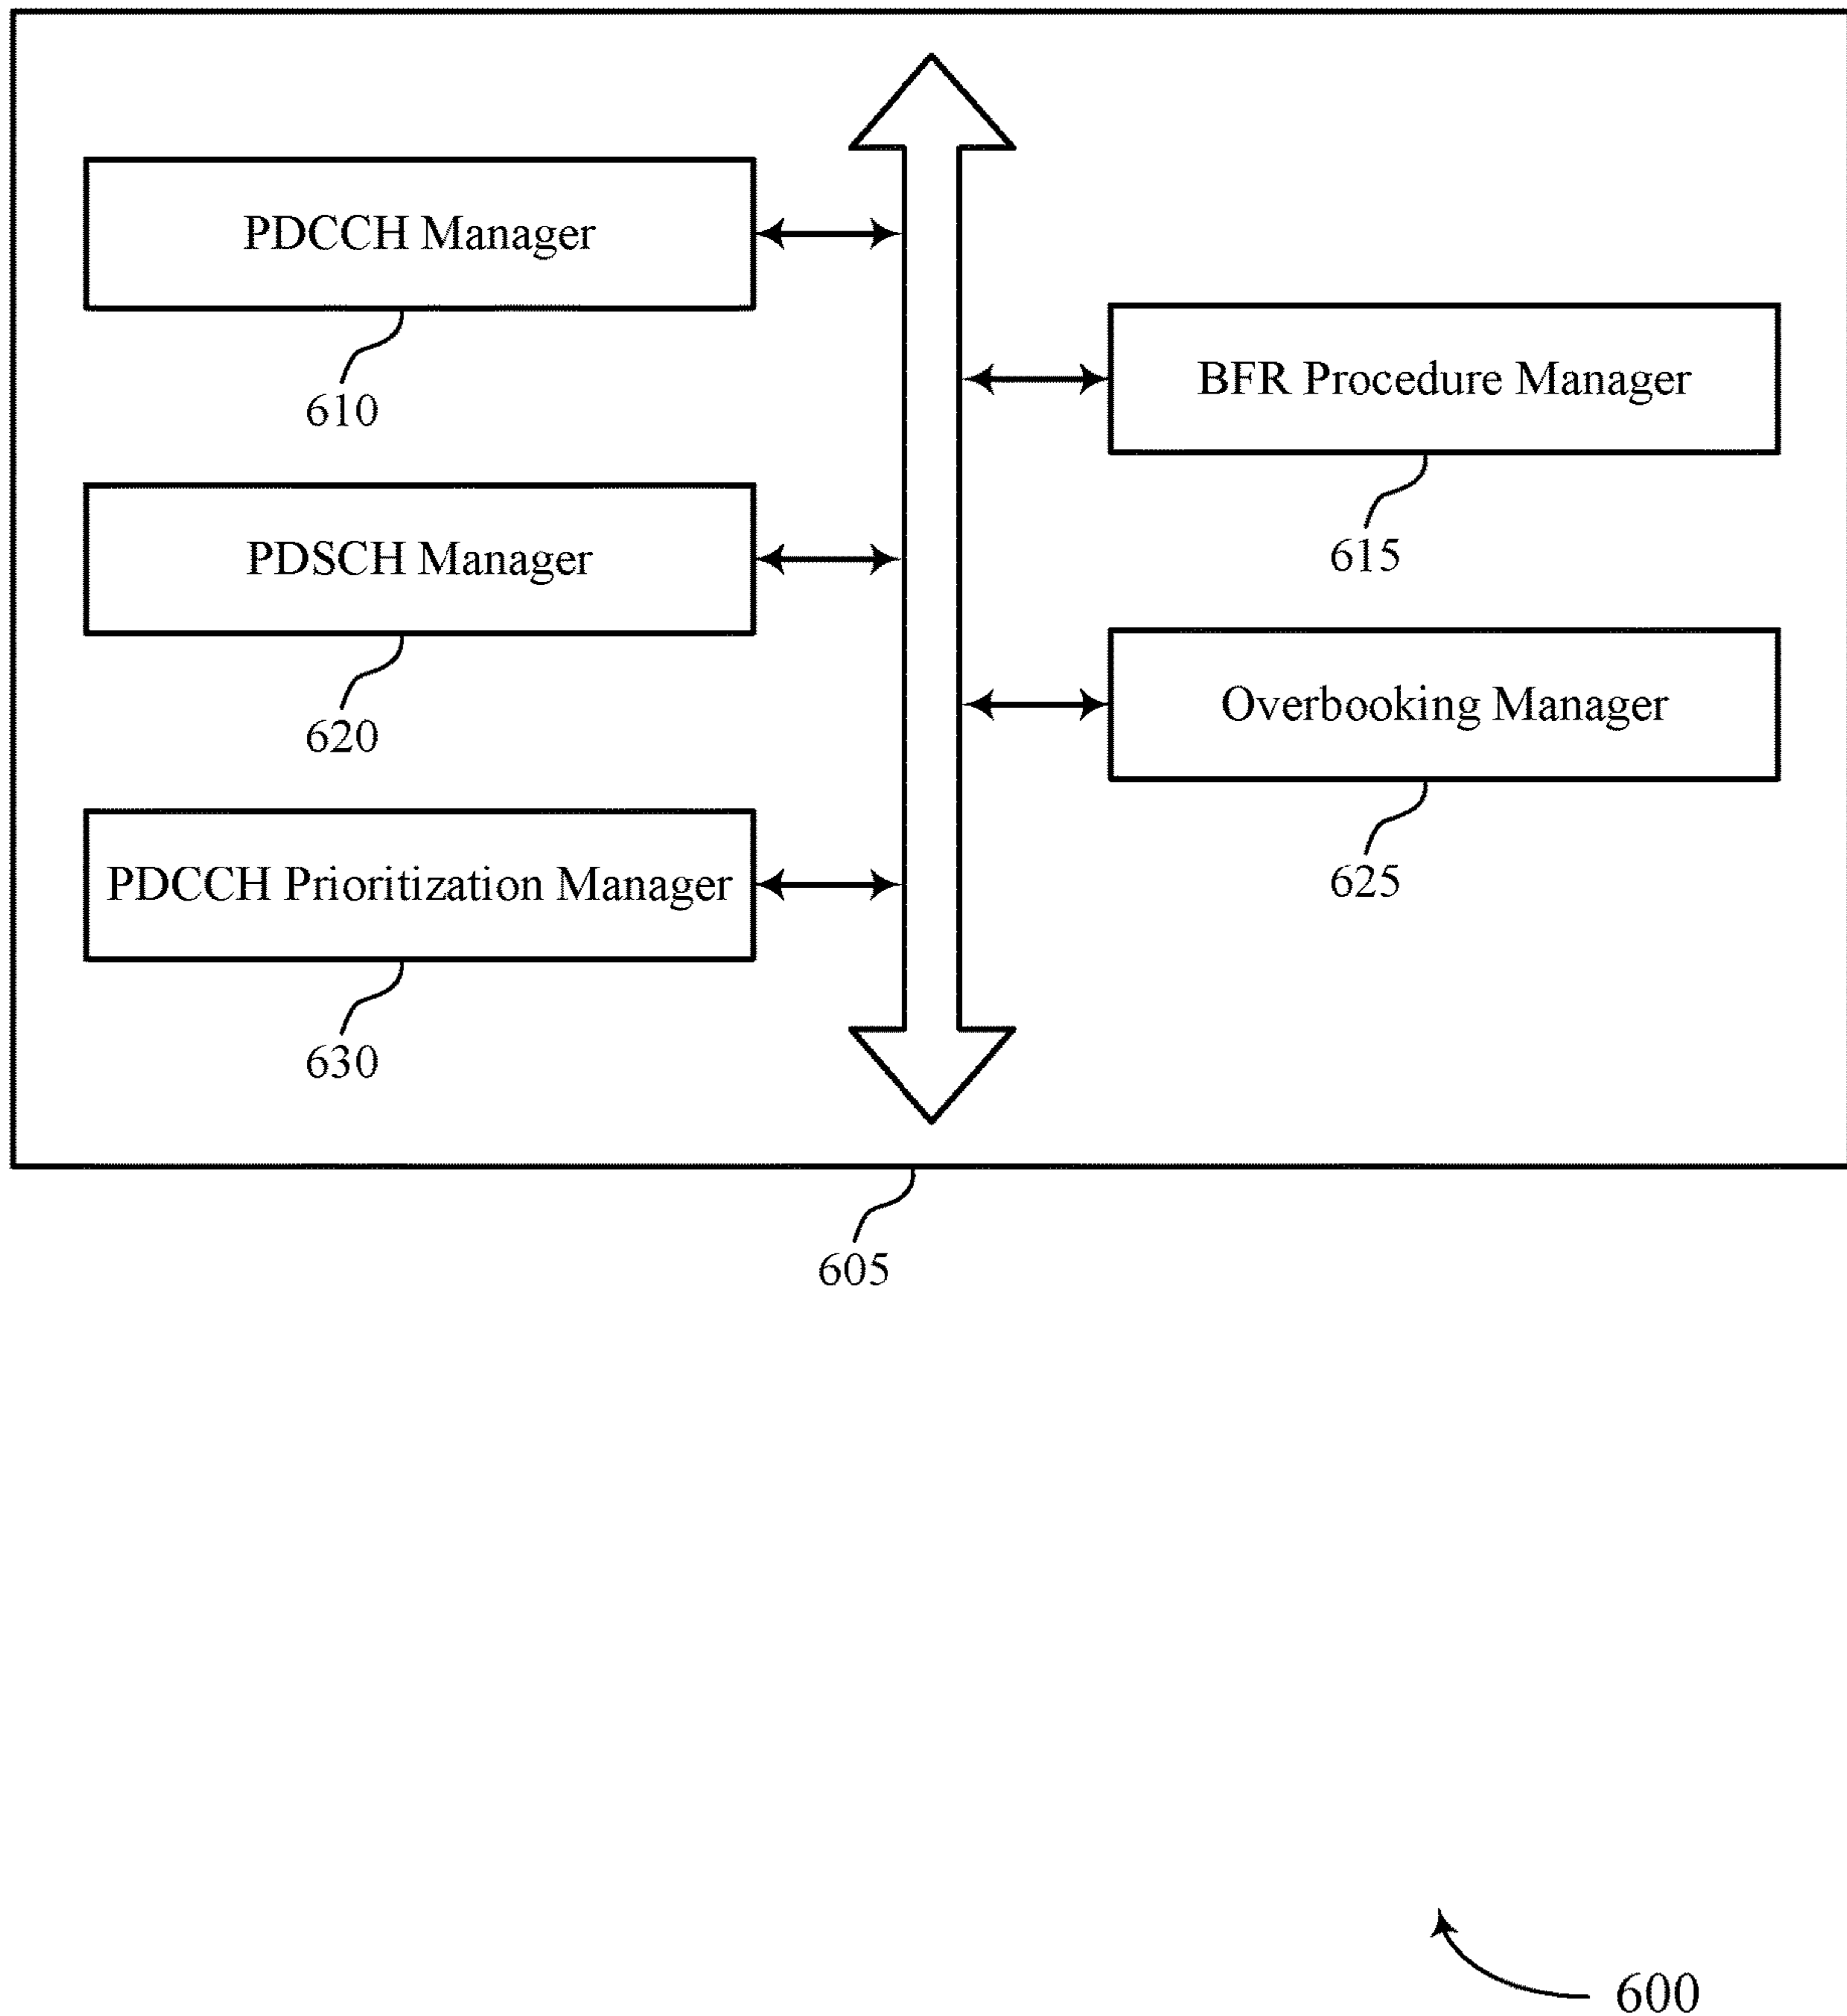 PDCCH Manager
610
BFR Procedure Manager
615
PDSCH Manager
620
Overbooking Manager
625
PDCCH Prioritization Manager
630
605
600